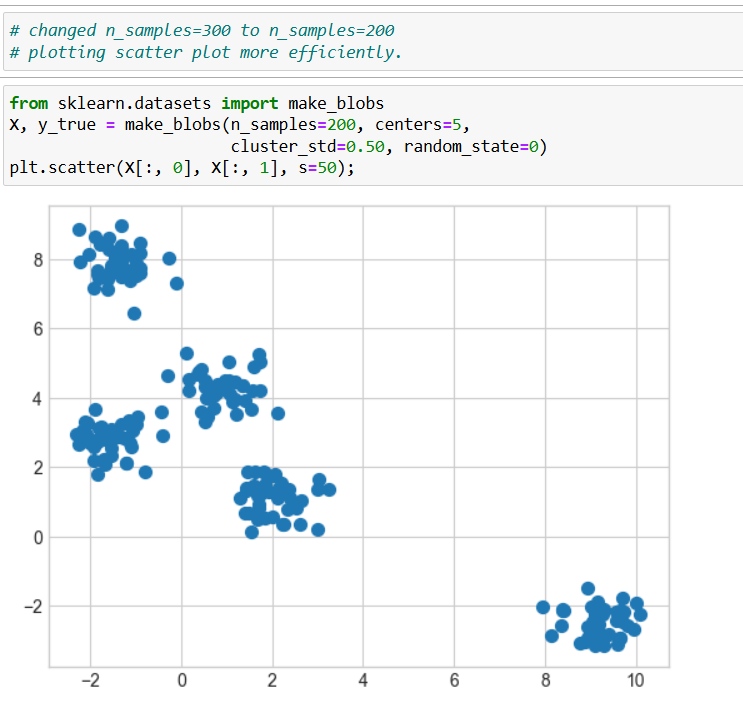 # changed n_samples=300 to n_samples=200
# plotting scatter plot more efficiently.
from sklearn.datasets import make_blobs
X, y_true = make_blobs(n_samples=200, centers=5,
cluster_std=0.50, random_state=0)
plt.scatter(X[:, 0], X[:, 1], s=50);
8
6
4
2
0
−2
−2 0 2 4 6 8 10